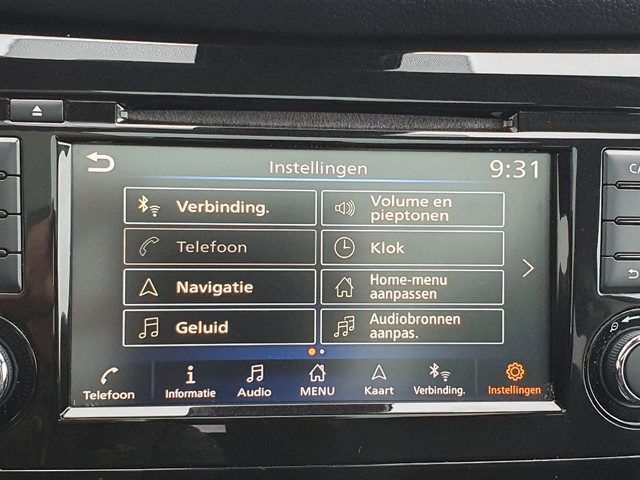 Instellingen
9:31
CA
Verbinding.
Volume en
pieptonen
Telefoon
Klok
Navigatie
Home-menu
aanpassen
Geluid
Audiobronnen
aanpas.
Telefoon
Informatie
Audio
MENU
Kaart
Verbinding.
Instellingen